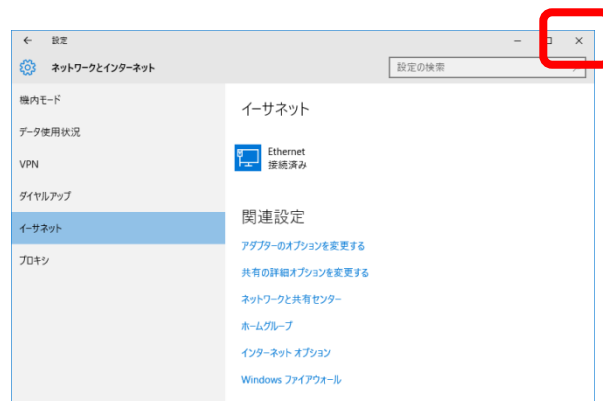 設定
ネットワークとインターネット
設定の検索
機内モード
データ使用状況
VPN
ダイヤルアップ
イーサネット
プロキシ
イーサネット
Ethernet
接続済み
関連設定
アダプターのオプションを変更する
共有の詳細オプションを変更する
ネットワークと共有センター
ホームグループ
インターネット オプション
Windows ファイアウォール